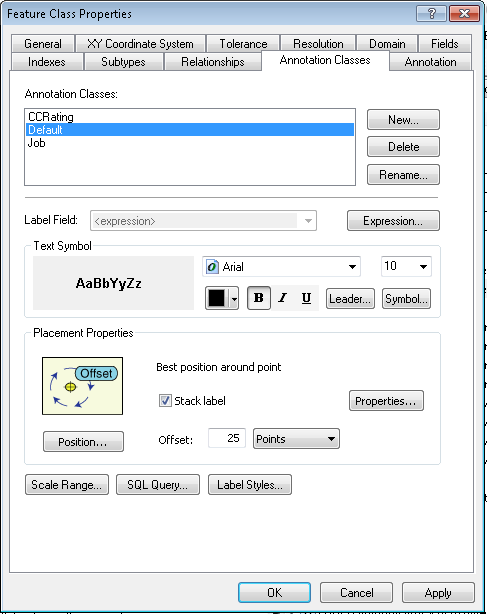 Feature Class Properties
General XY Coordinate System Tolerance Resolution Domain Fields
Indexes Subtypes Relationships Annotation Classes Annotation
Annotation Classes:
CCRating
Default
Job
New...
Delete
Rename...
Label Field: <expression> Expression...
Text Symbol
AaBbYyZz
Arial 10
B I U Leader... Symbol...
Placement Properties
Offset
Best position around point
Stack label
Properties...
Position...
Offset: 25 Points
Scale Range... SQL Query... Label Styles...
OK Cancel Apply